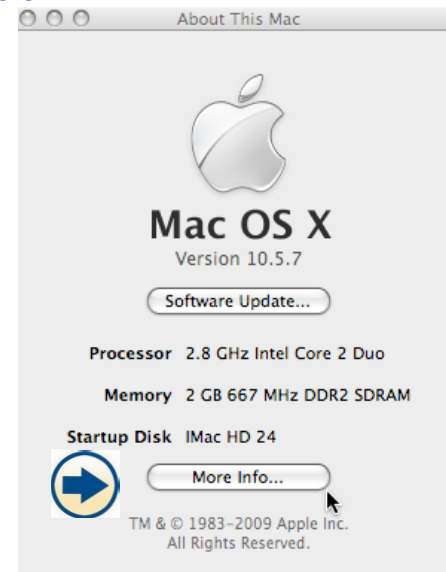 About This Mac
Mac OS X
Version 10.5.7
Software Update...
Processor 2.8 GHz Intel Core 2 Duo
Memory 2 GB 667 MHz DDR2 SDRAM
Startup Disk IMac HD 24
More Info...
TM & © 1983-2009 Apple Inc.
All Rights Reserved.